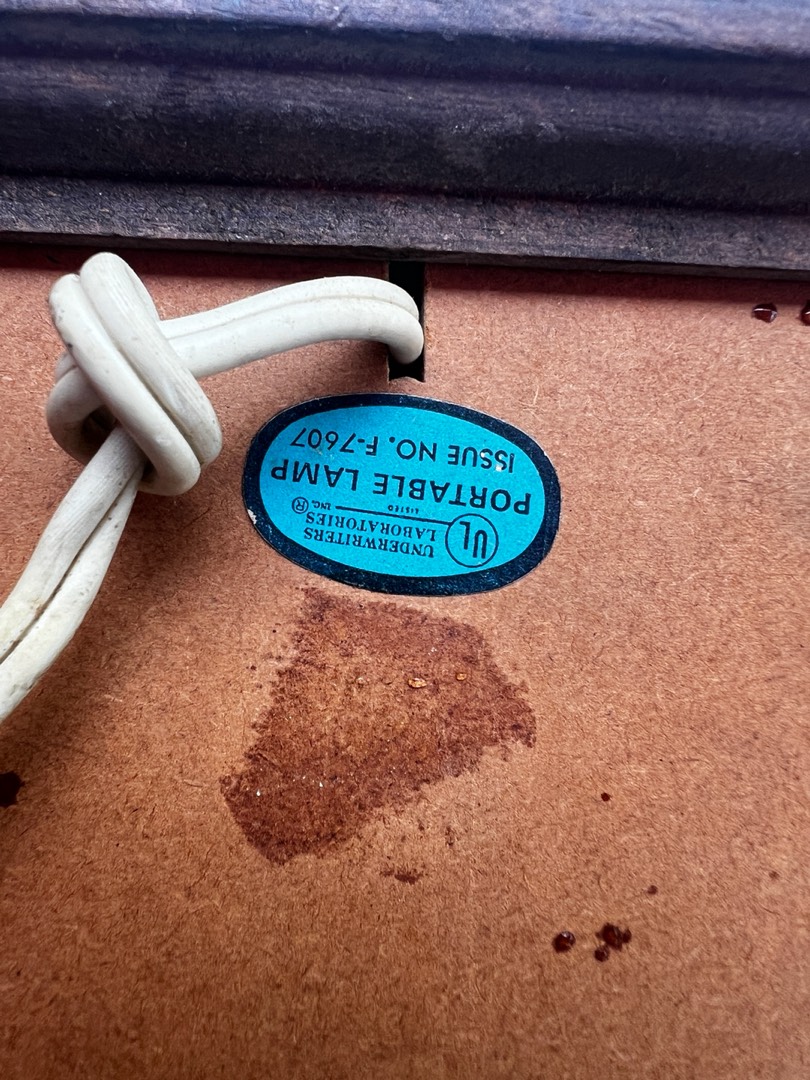 UL
UNDERWRITERS
LABORATORIES
LISTED INC. ®
PORTABLE LAMP
ISSUE NO. F-7607